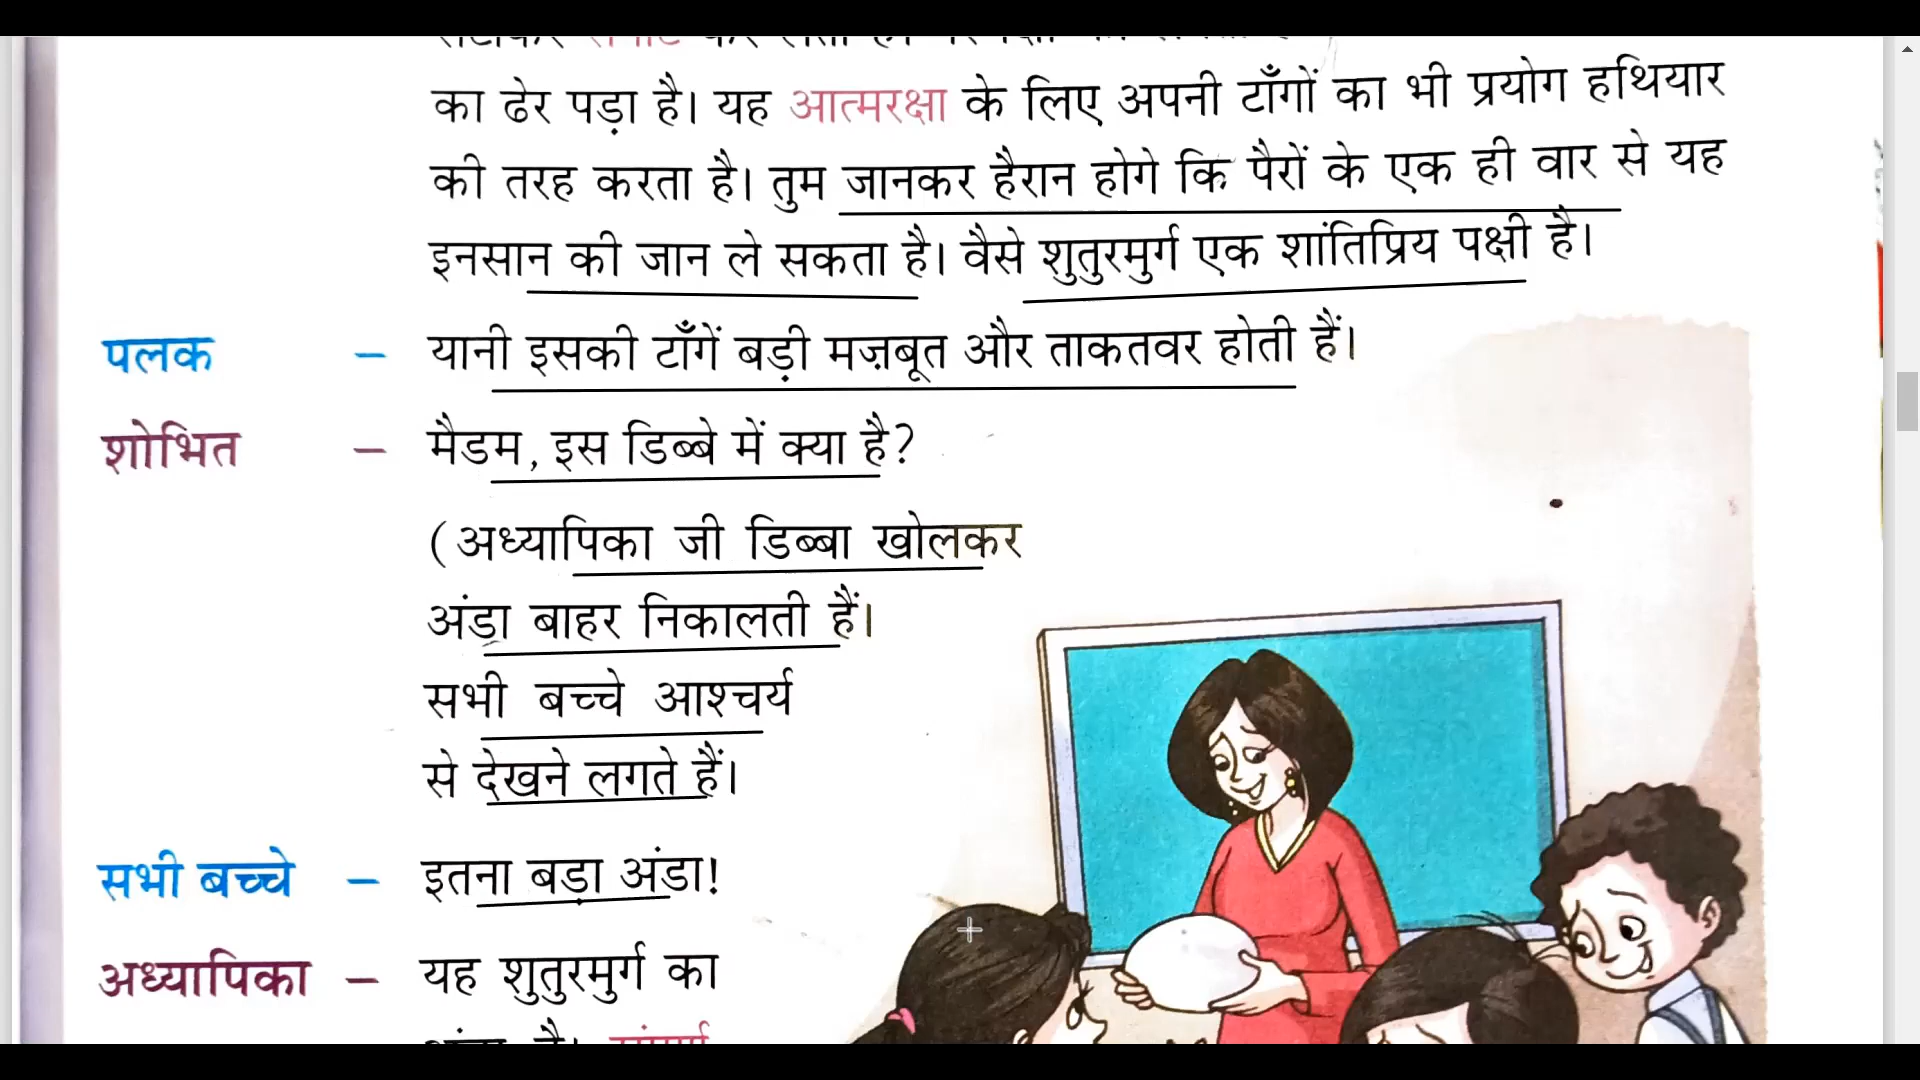 का ढेर पड़ा है। यह आत्मरक्षा के लिए अपनी टाँगों का भी प्रयोग हथियार
की तरह करता है। तुम जानकर हैरान होगे कि पैरों के एक ही वार से यह
इनसान की जान ले सकता है। वैसे शुतुरमुर्ग एक शांतिप्रिय पक्षी है।
पलक – यानी इसकी टाँगें बड़ी मज़बूत और ताकतवर होती हैं।
शोभित – मैडम, इस डिब्बे में क्या है?
(अध्यापिका जी डिब्बा खोलकर
अंडा बाहर निकालती हैं।
सभी बच्चे आश्चर्य
से देखने लगते हैं।
सभी बच्चे – इतना बड़ा अंडा!
अध्यापिका – यह शुतुरमुर्ग का